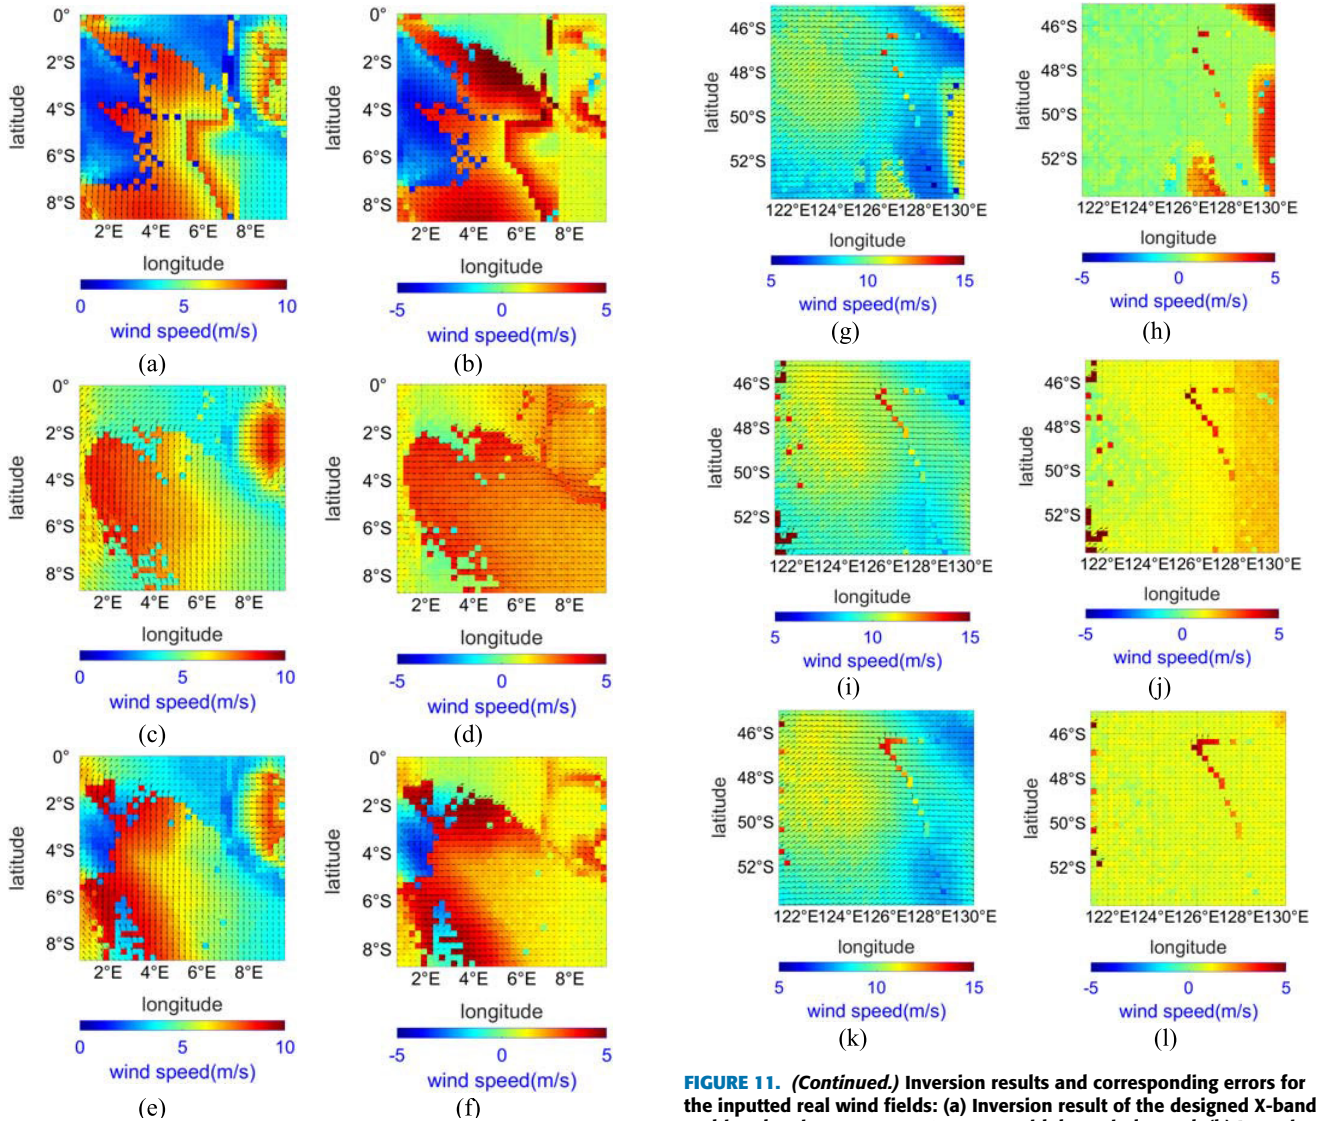 0°
2°S
4°S
6°S
8°S
latitude
2°E 4°E 6°E 8°E
longitude
0 5 10
wind speed(m/s)
(a)
0°
2°S
4°S
6°S
8°S
latitude
2°E 4°E 6°E 8°E
longitude
-5 0 5
wind speed(m/s)
(b)
0°
2°S
4°S
6°S
8°S
latitude
2°E 4°E 6°E 8°E
longitude
0 5 10
wind speed(m/s)
(c)
0°
2°S
4°S
6°S
8°S
latitude
2°E 4°E 6°E 8°E
longitude
-5 0 5
wind speed(m/s)
(d)
0°
2°S
4°S
6°S
8°S
latitude
2°E 4°E 6°E 8°E
longitude
0 5 10
wind speed(m/s)
(e)
0°
2°S
4°S
6°S
8°S
latitude
2°E 4°E 6°E 8°E
longitude
-5 0 5
wind speed(m/s)
(f)
46°S
48°S
50°S
52°S
latitude
122°E124°E126°E128°E130°E
longitude
5 10 15
wind speed(m/s)
(g)
46°S
48°S
50°S
52°S
latitude
122°E124°E126°E128°E130°E
longitude
-5 0 5
wind speed(m/s)
(h)
46°S
48°S
50°S
52°S
latitude
122°E124°E126°E128°E130°E
longitude
5 10 15
wind speed(m/s)
(i)
46°S
48°S
50°S
52°S
latitude
122°E124°E126°E128°E130°E
longitude
-5 0 5
wind speed(m/s)
(j)
46°S
48°S
50°S
52°S
latitude
122°E124°E126°E128°E130°E
longitude
5 10 15
wind speed(m/s)
(k)
46°S
48°S
50°S
52°S
latitude
122°E124°E126°E128°E130°E
longitude
-5 0 5
wind speed(m/s)
(l)
FIGURE 11. (Continued.) Inversion results and corresponding errors for
the inputted real wind fields: (a) Inversion result of the designed X-band